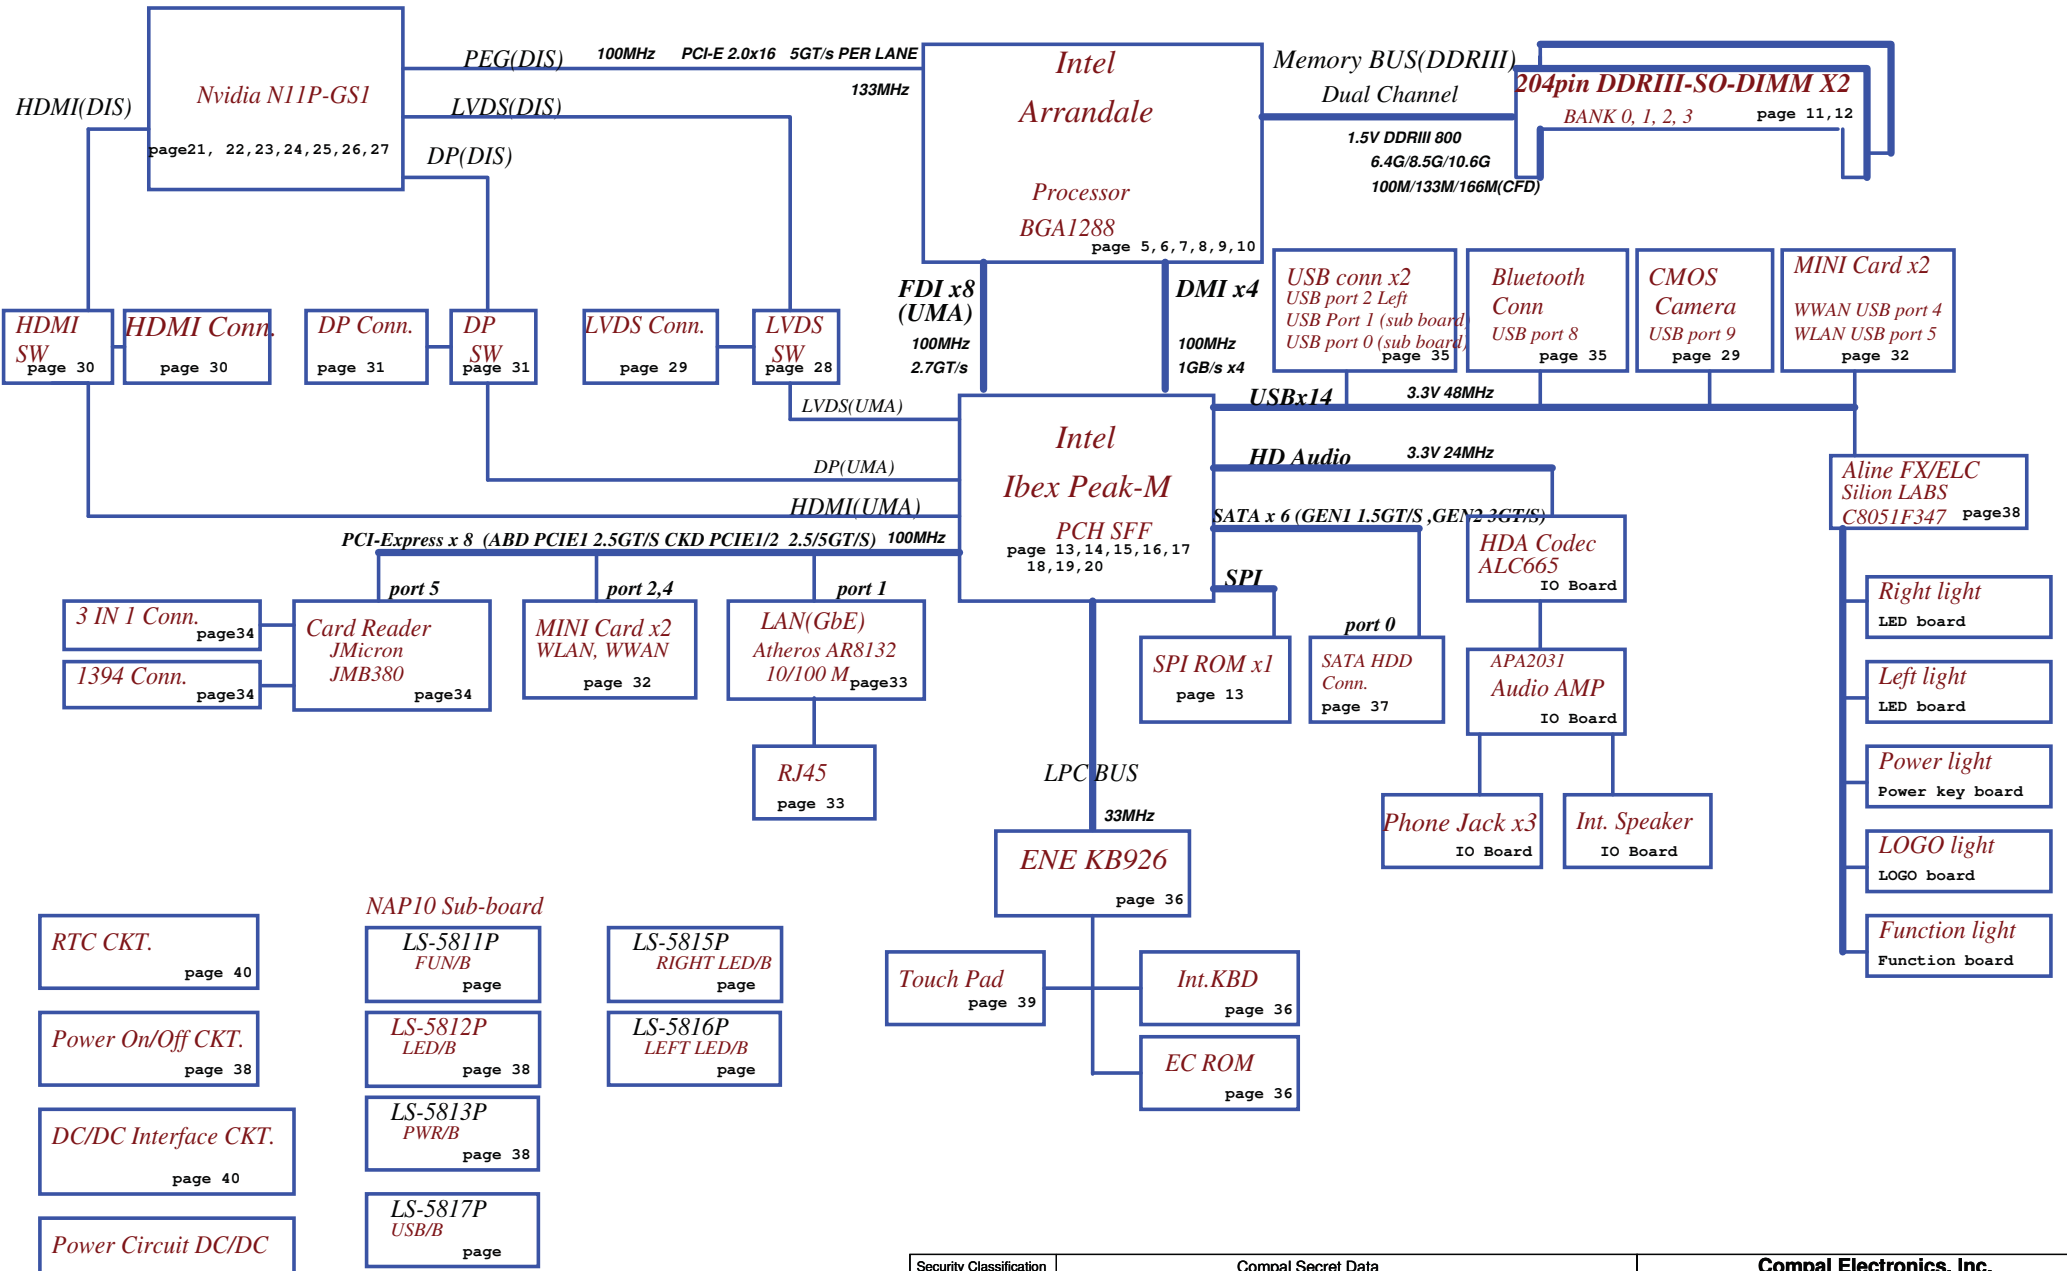 Nvidia N11P-GS1
page21, 22,23,24,25,26,27
HDMI(DIS)
PEG(DIS)
100MHz
PCI-E 2.0x16
5GT/s PER LANE
133MHz
LVDS(DIS)
DP(DIS)
Intel
Arrandale
Processor
BGA1288
page 5,6,7,8,9,10
Memory BUS(DDRIII)
Dual Channel
1.5V DDRIII 800
6.4G/8.5G/10.6G
100M/133M/166M(CFD)
204pin DDRIII-SO-DIMM X2
BANK 0, 1, 2, 3
page 11,12
HDMI
SW
page 30
HDMI Conn.
page 30
DP Conn.
page 31
DP
SW
page 31
LVDS Conn.
page 29
LVDS
SW
page 28
FDI x8
(UMA)
100MHz
2.7GT/s
DMI x4
100MHz
1GB/s x4
USB conn x2
USB port 2 Left
USB Port 1 (sub board)
USB port 0 (sub board)
page 35
Bluetooth
Conn
USB port 8
page 35
CMOS
Camera
USB port 9
page 29
MINI Card x2
WWAN USB port 4
WLAN USB port 5
page 32
LVDS(UMA)
DP(UMA)
HDMI(UMA)
PCI-Express x 8 (ABD PCIE1 2.5GT/S CKD PCIE1/2 2.5/5GT/S)
100MHz
Intel
Ibex Peak-M
PCH SFF
page 13,14,15,16,17
18,19,20
USBx14
3.3V 48MHz
HD Audio
3.3V 24MHz
SATA x 6 (GEN1 1.5GT/S ,GEN2 3GT/S)
SPI
Aline FX/ELC
Silion LABS
C8051F347
page38
HDA Codec
ALC665
IO Board
port 5
port 2,4
port 1
port 0
3 IN 1 Conn.
page34
1394 Conn.
page34
Card Reader
JMicron
JMB380
page34
MINI Card x2
WLAN, WWAN
page 32
LAN(GbE)
Atheros AR8132
10/100 M
page33
RJ45
page 33
SPI ROM x1
page 13
SATA HDD
Conn.
page 37
APA2031
Audio AMP
IO Board
Phone Jack x3
IO Board
Int. Speaker
IO Board
Right light
LED board
Left light
LED board
Power light
Power key board
LOGO light
LOGO board
Function light
Function board
LPC BUS
33MHz
ENE KB926
page 36
Touch Pad
page 39
Int.KBD
page 36
EC ROM
page 36
RTC CKT.
page 40
Power On/Off CKT.
page 38
DC/DC Interface CKT.
page 40
Power Circuit DC/DC
NAP10 Sub-board
LS-5811P
FUN/B
page
LS-5812P
LED/B
page 38
LS-5813P
PWR/B
page 38
LS-5817P
USB/B
page
LS-5815P
RIGHT LED/B
page
LS-5816P
LEFT LED/B
page
Security Classification
Compal Secret Data
Compal Electronics, Inc.